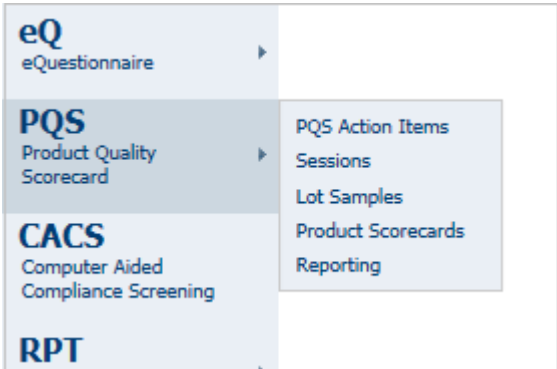 eQ
eQuestionnaire
PQS
Product Quality
Scorecard
PQS Action Items
Sessions
Lot Samples
Product Scorecards
Reporting
CACS
Computer Aided
Compliance Screening
RPT